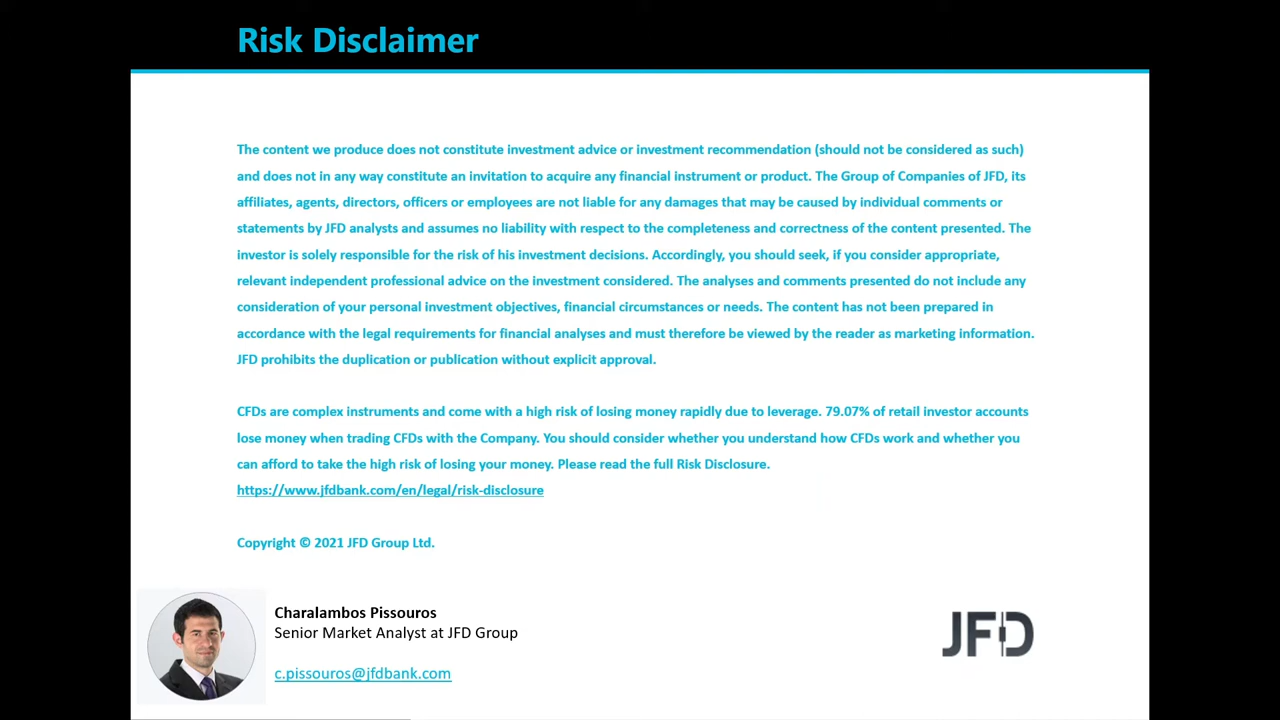 Risk Disclaimer
The content we produce does not constitute investment advice or investment recommendation (should not be considered as such)
and does not in any way constitute an invitation to acquire any financial instrument or product. The Group of Companies of JFD, its
affiliates, agents, directors, officers or employees are not liable for any damages that may be caused by individual comments or
statements by JFD analysts and assumes no liability with respect to the completeness and correctness of the content presented. The
investor is solely responsible for the risk of his investment decisions. Accordingly, you should seek, if you consider appropriate,
relevant independent professional advice on the investment considered. The analyses and comments presented do not include any
consideration of your personal investment objectives, financial circumstances or needs. The content has not been prepared in
accordance with the legal requirements for financial analyses and must therefore be viewed by the reader as marketing information.
JFD prohibits the duplication or publication without explicit approval.
CFDs are complex instruments and come with a high risk of losing money rapidly due to leverage. 79.07% of retail investor accounts
lose money when trading CFDs with the Company. You should consider whether you understand how CFDs work and whether you
can afford to take the high risk of losing your money. Please read the full Risk Disclosure.
https://www.jfdbank.com/en/legal/risk-disclosure
Copyright © 2021 JFD Group Ltd.
Charalambos Pissouros
Senior Market Analyst at JFD Group
c.pissouros@jfdbank.com
JFD